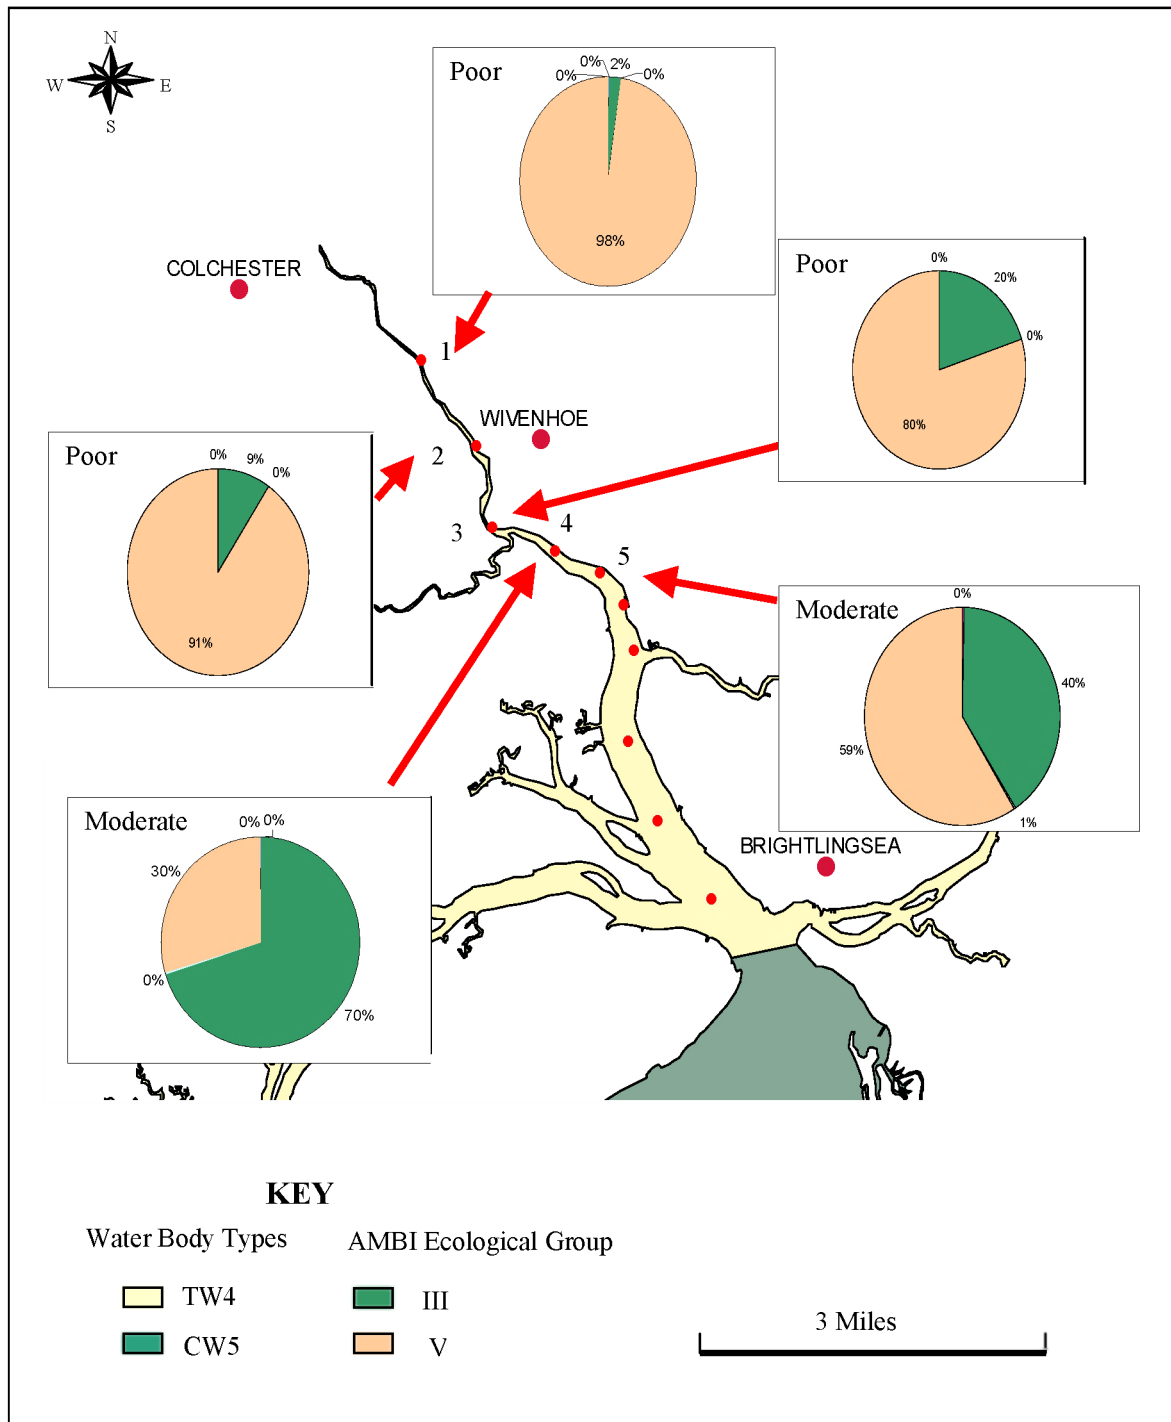 N
W E
S
Poor
0% 2%
0% 0%
98%
COLCHESTER
Poor
0%
20%
0%
80%
1
WIVENHOE
2
Poor
0% 9%
0%
91%
3
4
5
Moderate
0%
40%
59%
1%
Moderate
0% 0%
30%
0%
70%
BRIGHTLINGSEA
KEY
Water Body Types
TW4
CW5
AMBI Ecological Group
III
V
3 Miles